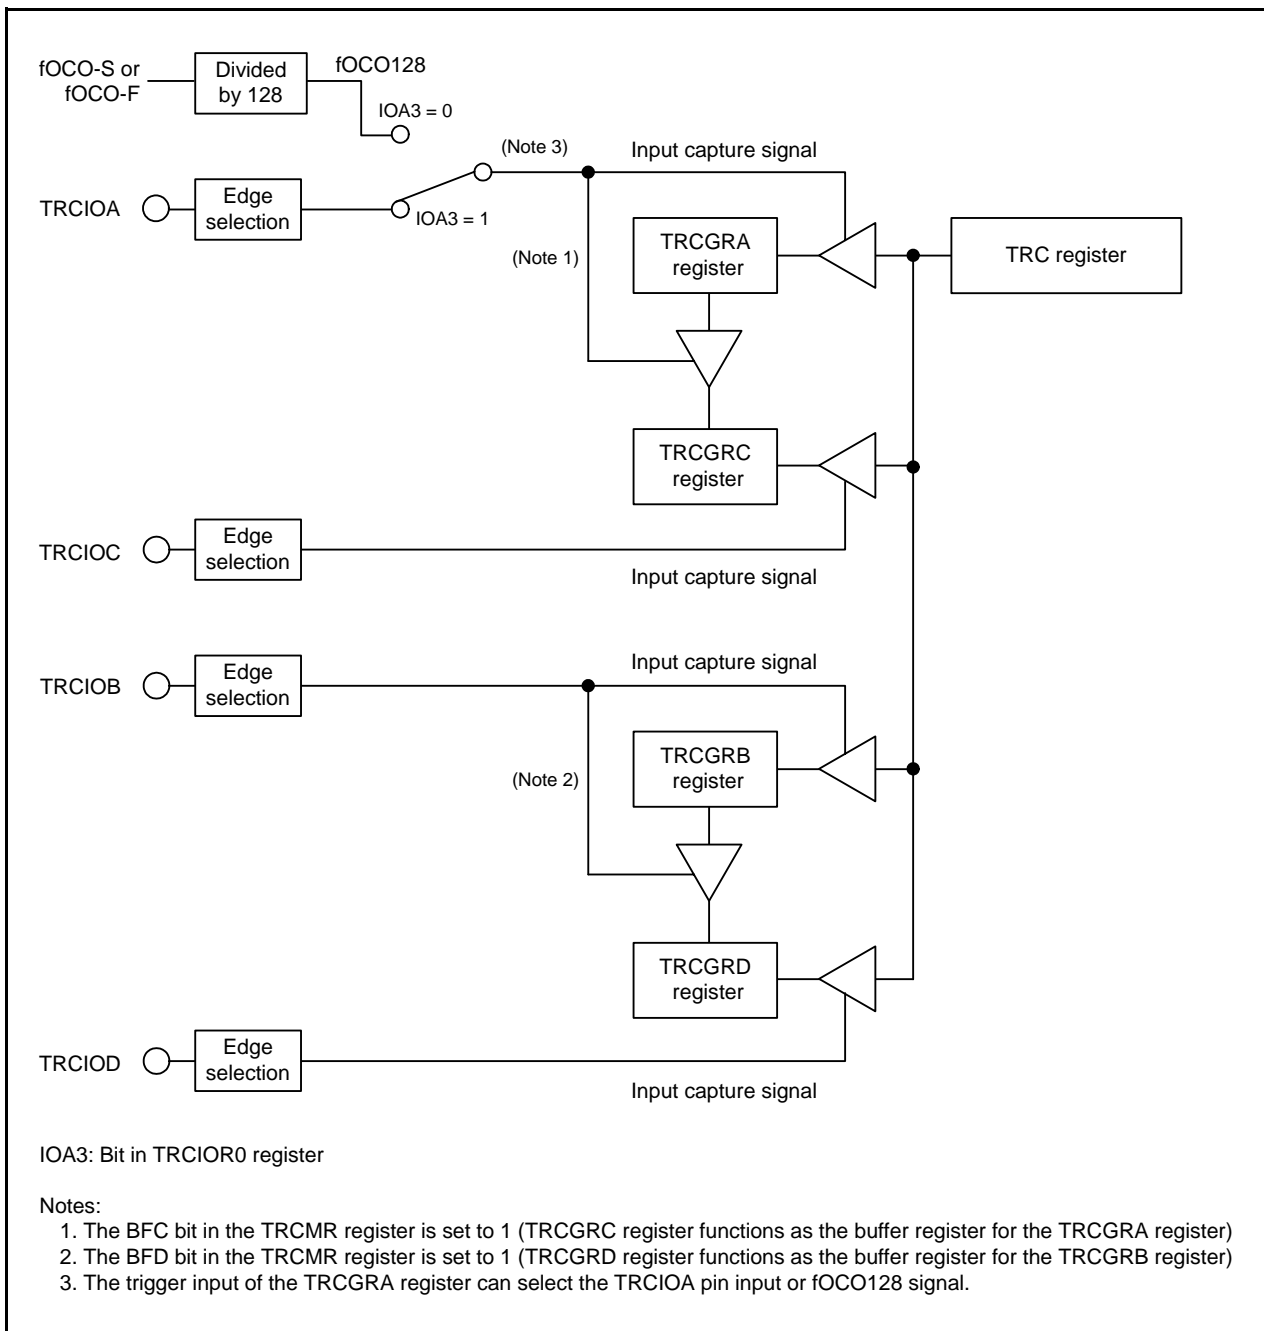 fOCO-S or
fOCO-F
Divided
by 128
fOCO128
IOA3 = 0
(Note 3)
Input capture signal
TRCIOA
Edge
selection
IOA3 = 1
(Note 1)
TRCGRA
register
TRC register
TRCGRC
register
TRCIOC
Edge
selection
Input capture signal
TRCIOB
Edge
selection
Input capture signal
(Note 2)
TRCGRB
register
TRCGRD
register
TRCIOD
Edge
selection
Input capture signal
IOA3: Bit in TRCIOR0 register
Notes:
1. The BFC bit in the TRCMR register is set to 1 (TRCGRC register functions as the buffer register for the TRCGRA register)
2. The BFD bit in the TRCMR register is set to 1 (TRCGRD register functions as the buffer register for the TRCGRB register)
3. The trigger input of the TRCGRA register can select the TRCIOA pin input or fOCO128 signal.